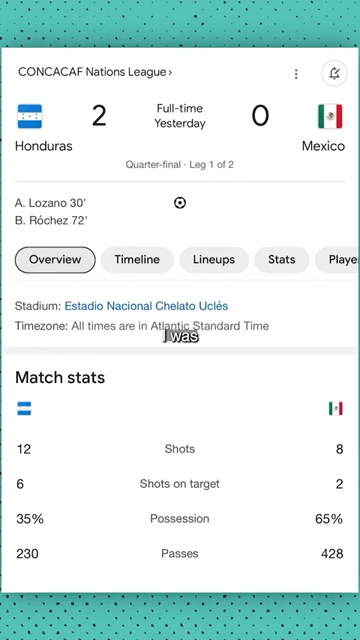 CONCACAF Nations League ›
2 Full-time 0
Yesterday
Honduras Mexico
Quarter-final · Leg 1 of 2
A. Lozano 30'
B. Róchez 72'
Overview Timeline Lineups Stats Playe
Stadium: Estadio Nacional Chelato Uclés
Timezone: All times are in Atlantic Standard Time
I was
Match stats
12 Shots 8
6 Shots on target 2
35% Possession 65%
230 Passes 428